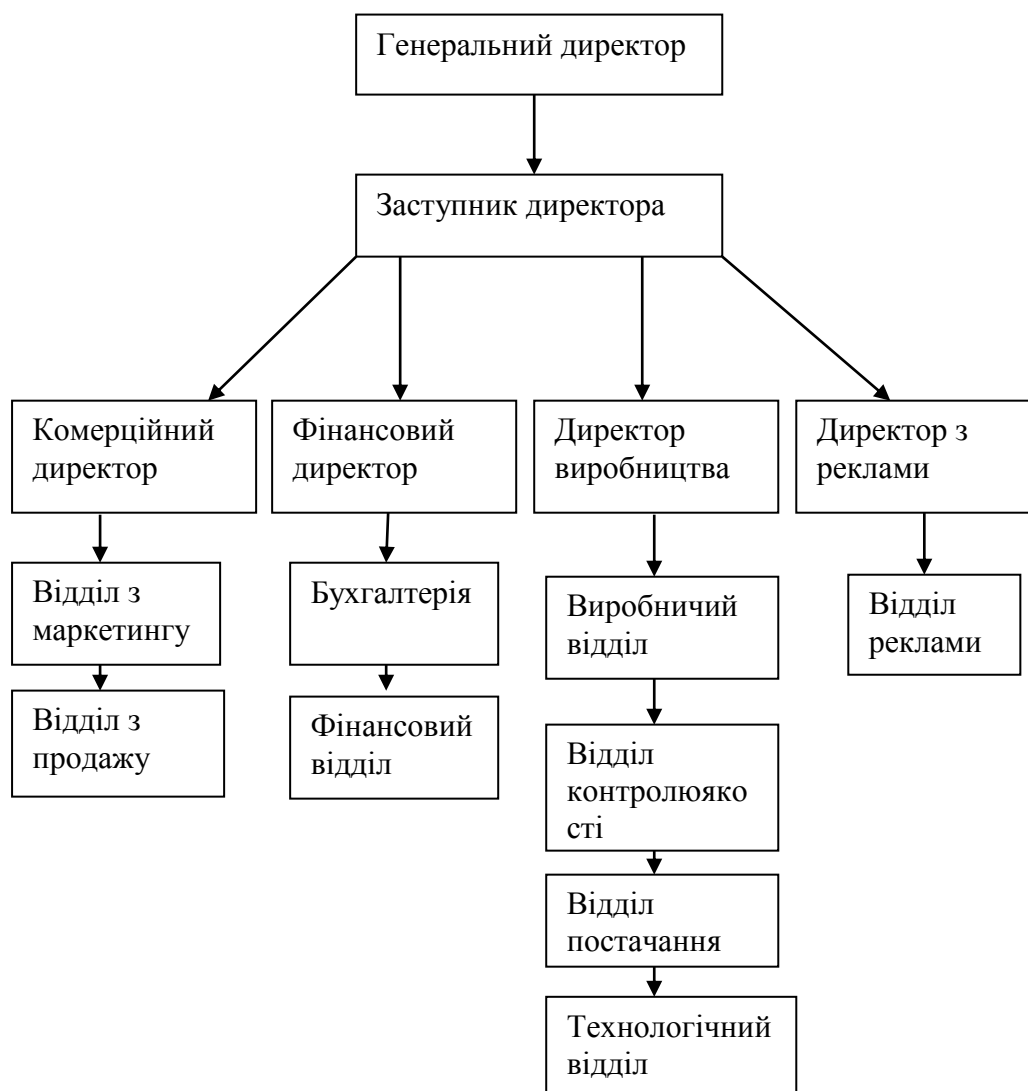 Генеральний директор
Заступник директора
Комерційний
директор
Фінансовий
директор
Директор
виробництва
Директор з
реклами
Відділ з
маркетингу
Бухгалтерія
Виробничий
відділ
Відділ
реклами
Відділ з
продажу
Фінансовий
відділ
Відділ
контролюяко
сті
Відділ
постачання
Технологічний
відділ